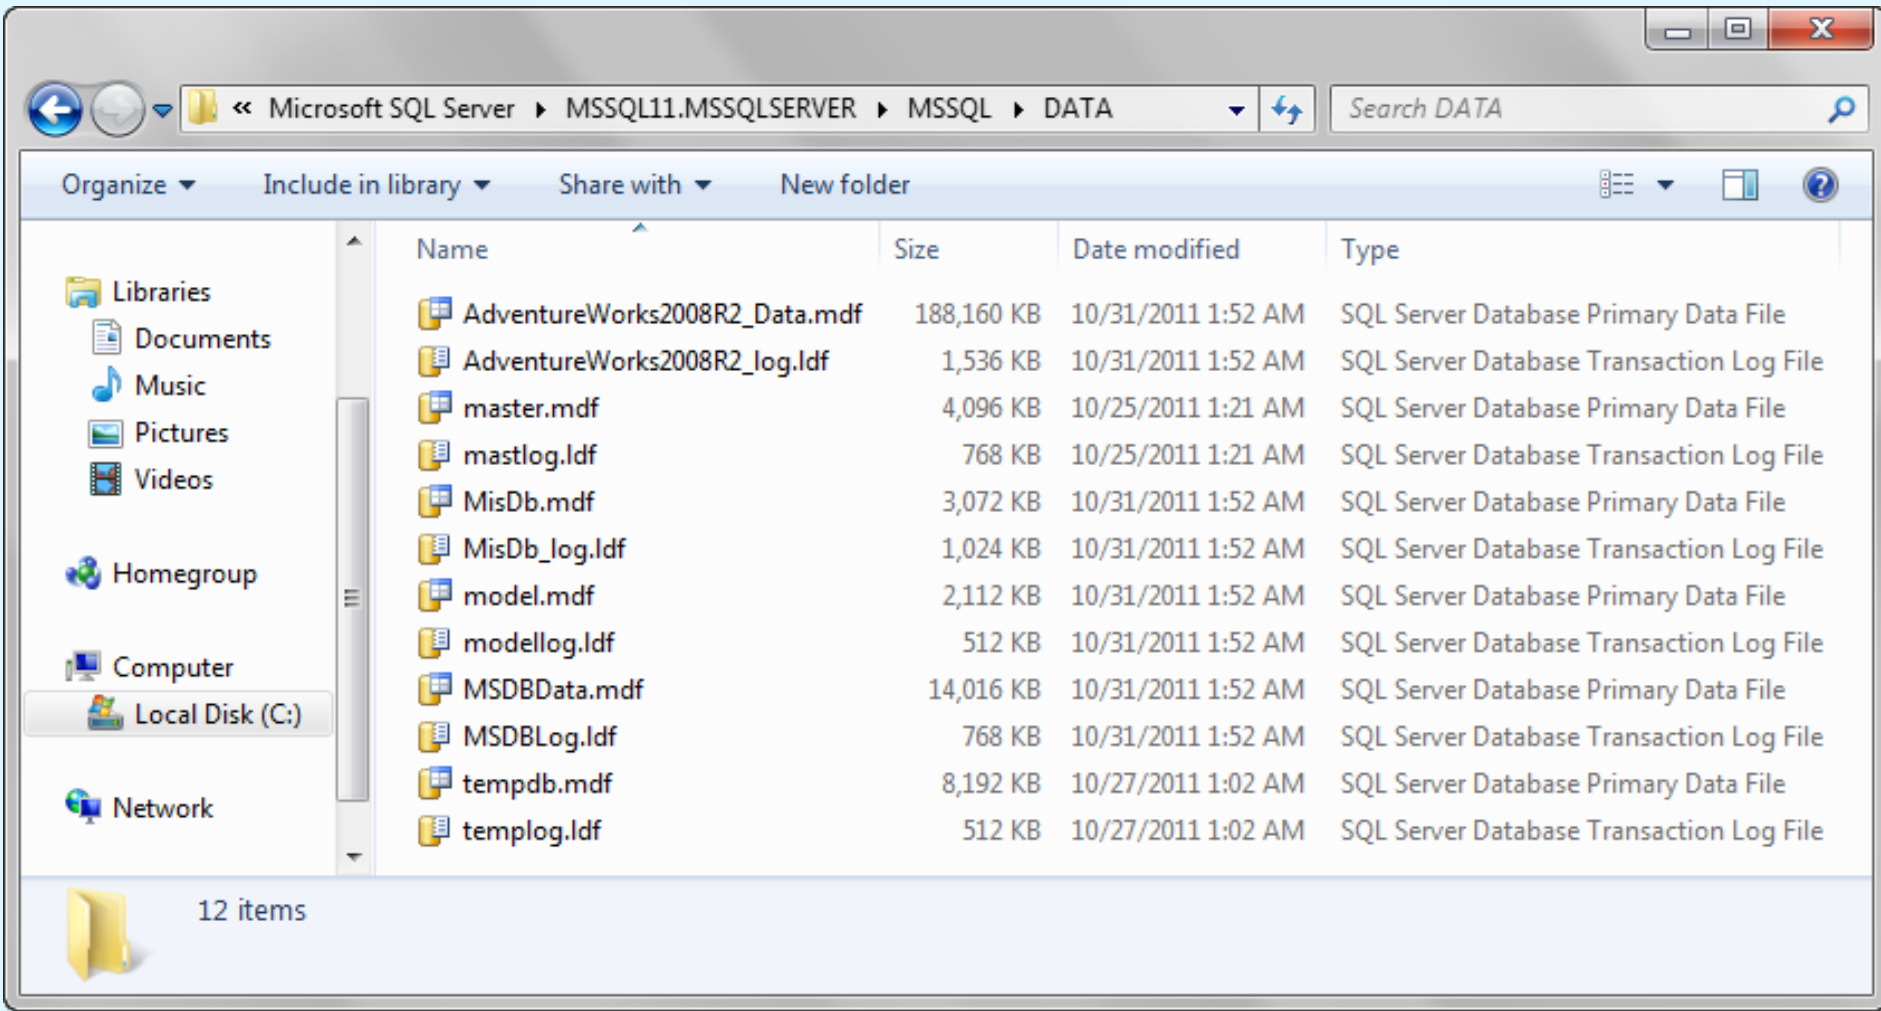 « Microsoft SQL Server ▸ MSSQL11.MSSQLSERVER ▸ MSSQL ▸ DATA Search DATA
Organize Include in library Share with New folder
Name Size Date modified Type
Libraries
Documents
Music
Pictures
Videos
Homegroup
Computer
Local Disk (C:)
Network
AdventureWorks2008R2_Data.mdf 188,160 KB 10/31/2011 1:52 AM SQL Server Database Primary Data File
AdventureWorks2008R2_log.ldf 1,536 KB 10/31/2011 1:52 AM SQL Server Database Transaction Log File
master.mdf 4,096 KB 10/25/2011 1:21 AM SQL Server Database Primary Data File
mastlog.ldf 768 KB 10/25/2011 1:21 AM SQL Server Database Transaction Log File
MisDb.mdf 3,072 KB 10/31/2011 1:52 AM SQL Server Database Primary Data File
MisDb_log.ldf 1,024 KB 10/31/2011 1:52 AM SQL Server Database Transaction Log File
model.mdf 2,112 KB 10/31/2011 1:52 AM SQL Server Database Primary Data File
modellog.ldf 512 KB 10/31/2011 1:52 AM SQL Server Database Transaction Log File
MSDBData.mdf 14,016 KB 10/31/2011 1:52 AM SQL Server Database Primary Data File
MSDBLog.ldf 768 KB 10/31/2011 1:52 AM SQL Server Database Transaction Log File
tempdb.mdf 8,192 KB 10/27/2011 1:02 AM SQL Server Database Primary Data File
templog.ldf 512 KB 10/27/2011 1:02 AM SQL Server Database Transaction Log File
12 items